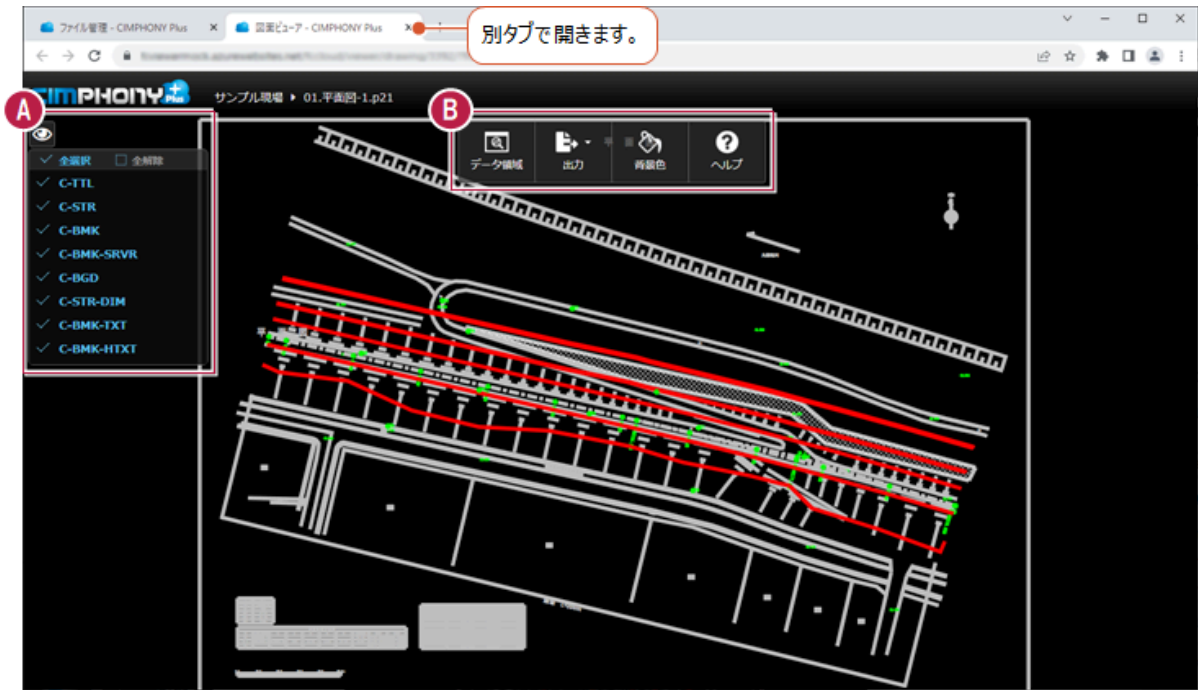 ファイル管理 - CIMPHONY Plus
図面ビューア - CIMPHONY Plus
別タブで開きます。
CIMPHONY Plus
サンプル現場 ▸ 01.平面図-1.p21
A
B
全選択 全解除
C-TTL
C-STR
C-BMK
C-BMK-SRVR
C-BGD
C-STR-DIM
C-BMK-TXT
C-BMK-HTXT
データ領域 出力 背景色 ヘルプ